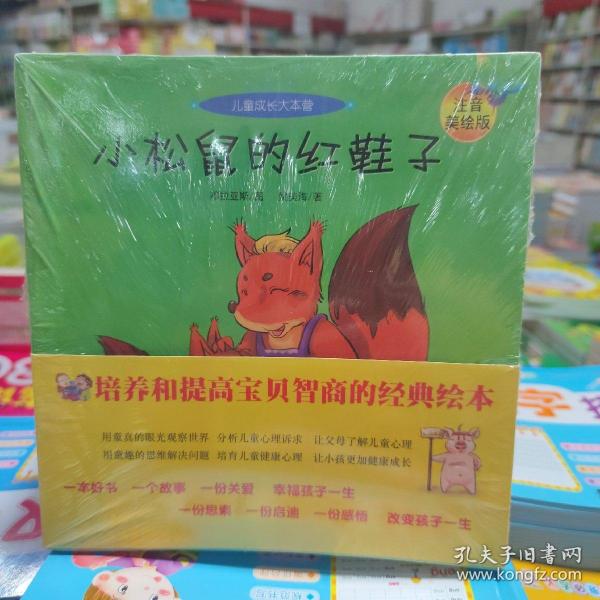 儿童成长大本营
注音
美绘版
小松鼠的红鞋子
培养和提高宝贝智商的经典绘本
用童真的眼光观察世界 分析儿童心理诉求 让父母了解儿童心理
用童趣的思维解决问题 培育儿童健康心理 让小孩更加健康成长
一本好书 一个故事 一份关爱 幸福孩子一生
一份思索 一份启迪 一份感悟 改变孩子一生
孔夫子旧书网
www.kongfz.com